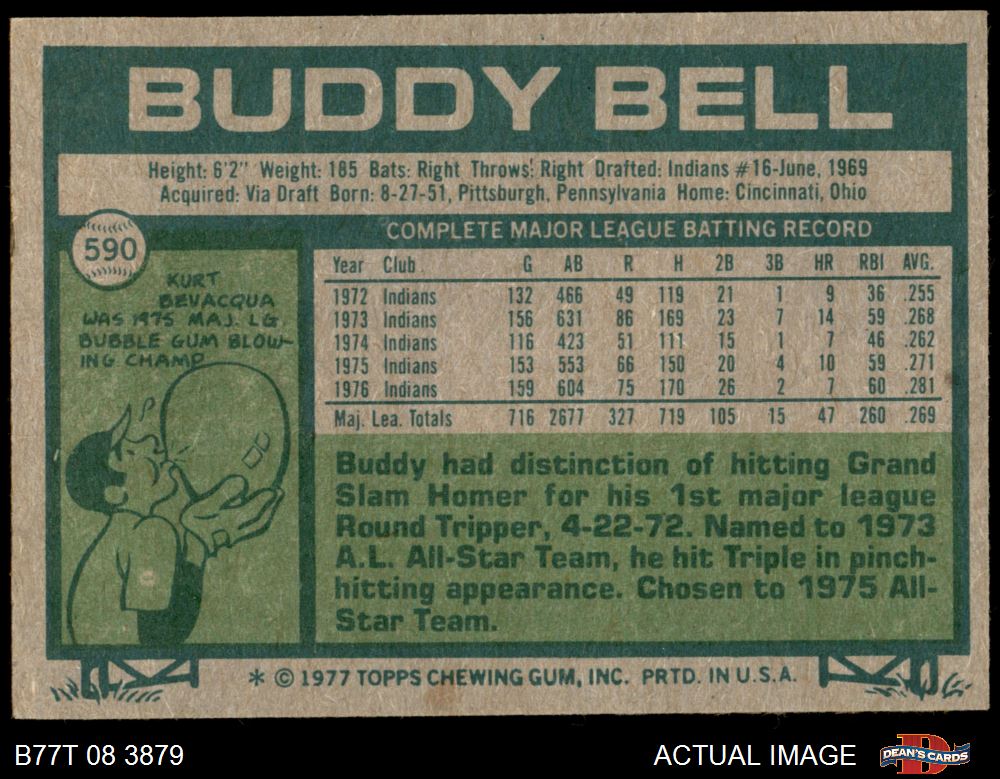 BUDDY BELL
Height: 6'2" Weight: 185 Bats: Right Throws: Right Drafted: Indians #16-June, 1969
Acquired: Via Draft Born: 8-27-51, Pittsburgh, Pennsylvania Home: Cincinnati, Ohio
590
KURT
BEVACQUA
WAS 1975 MAJ. LG.
BUBBLE GUM BLOW-
ING CHAMP
COMPLETE MAJOR LEAGUE BATTING RECORD
Year Club G AB R H 2B 3B HR RBI AVG.
1972 Indians 132 466 49 119 21 1 9 36 .255
1973 Indians 156 631 86 169 23 7 14 59 .268
1974 Indians 116 423 51 111 15 1 7 46 .262
1975 Indians 153 553 66 150 20 4 10 59 .271
1976 Indians 159 604 75 170 26 2 7 60 .281
Maj. Lea. Totals 716 2677 327 719 105 15 47 260 .269
Buddy had distinction of hitting Grand
Slam Homer for his 1st major league
Round Tripper, 4-22-72. Named to 1973
A.L. All-Star Team, he hit Triple in pinch-
hitting appearance. Chosen to 1975 All-
Star Team.
* © 1977 TOPPS CHEWING GUM, INC. PRTD. IN U.S.A.
B77T 08 3879
ACTUAL IMAGE
DEAN'S CARDS